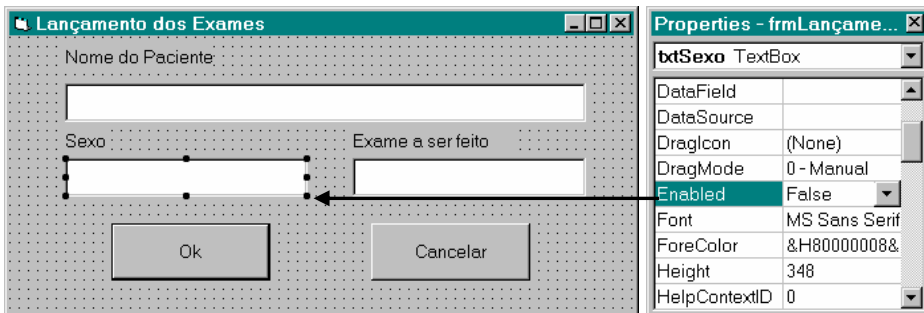 Lançamento dos Exames
Nome do Paciente
Sexo
Exame a ser feito
Ok
Cancelar
Properties - frmLançame...
txtSexo TextBox
DataField
DataSource
DragIcon (None)
DragMode 0 - Manual
Enabled False
Font MS Sans Serif
ForeColor &H80000008&
Height 348
HelpContextID 0